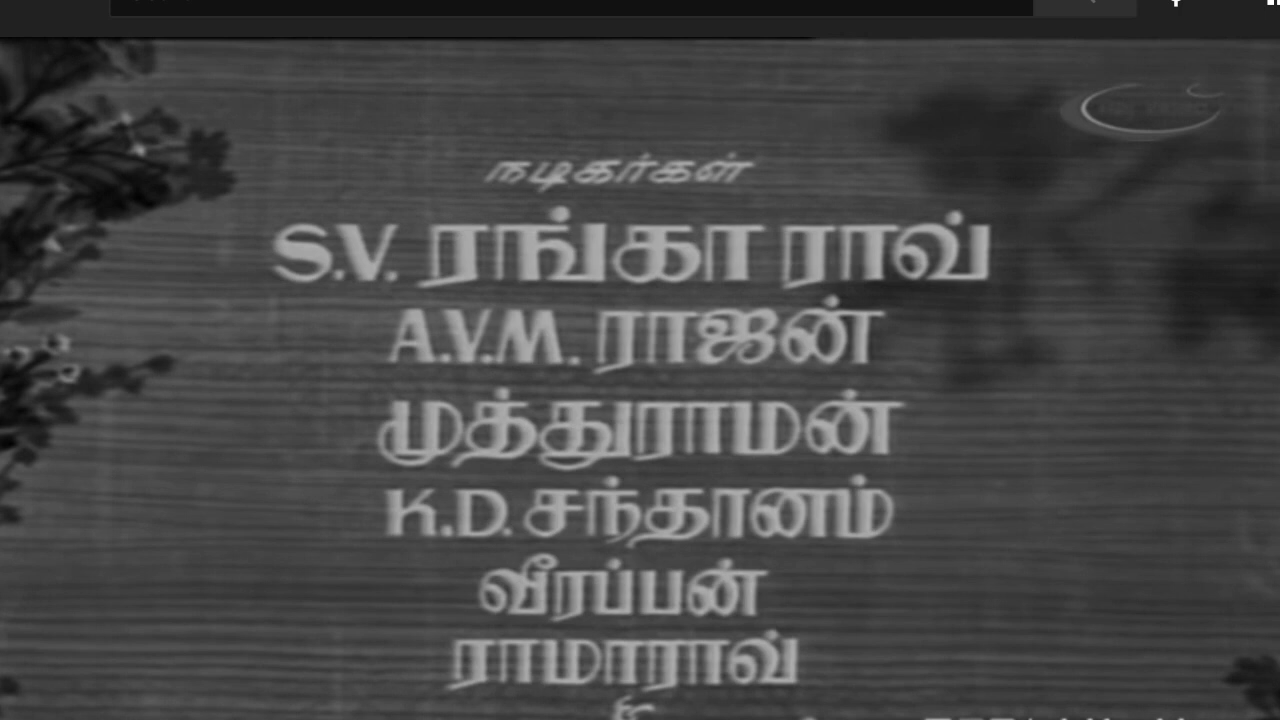 நடிகர்கள்
S.V. ரங்கா ராவ்
A.V.M. ராஜன்
முத்துராமன்
K.D. சந்தானம்
வீரப்பன்
ராமாராவ்